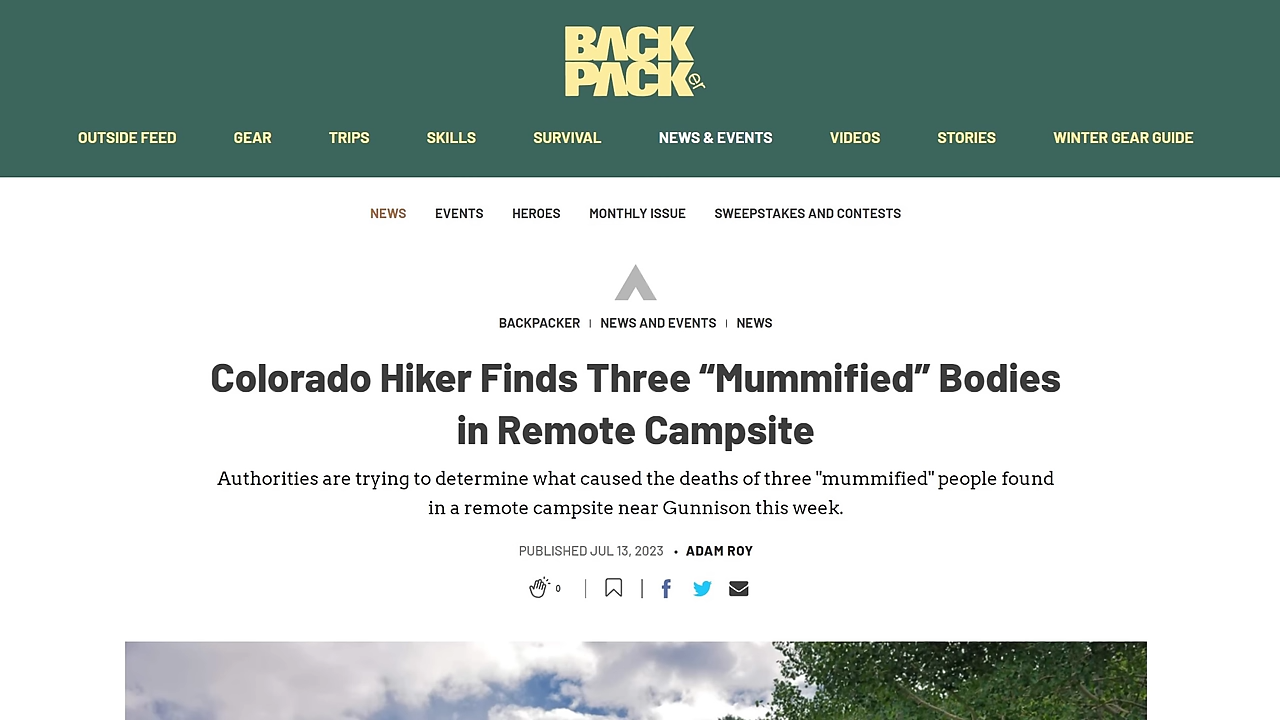 BACK
PACKer
OUTSIDE FEED GEAR TRIPS SKILLS SURVIVAL NEWS & EVENTS VIDEOS STORIES WINTER GEAR GUIDE
NEWS EVENTS HEROES MONTHLY ISSUE SWEEPSTAKES AND CONTESTS
BACKPACKER | NEWS AND EVENTS | NEWS
Colorado Hiker Finds Three “Mummified” Bodies
in Remote Campsite
Authorities are trying to determine what caused the deaths of three "mummified" people found
in a remote campsite near Gunnison this week.
PUBLISHED JUL 13, 2023 • ADAM ROY
0